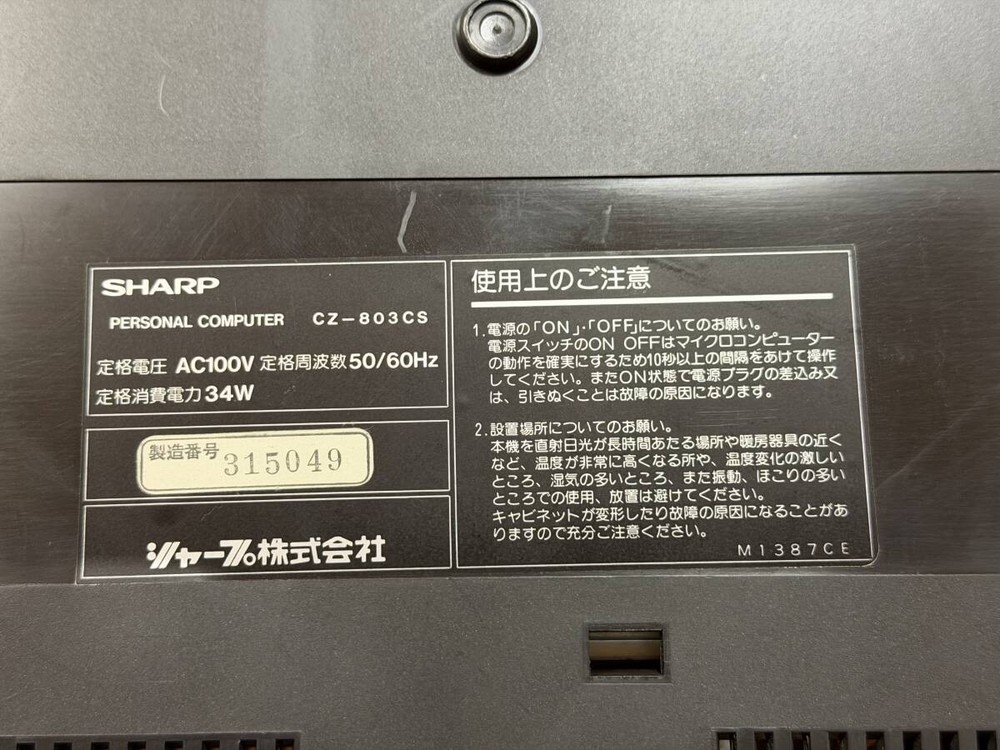 SHARP
PERSONAL COMPUTER CZ-803CS
定格電圧 AC100V 定格周波数 50/60Hz
定格消費電力 34W
製造番号 315049
シャープ株式会社
使用上のご注意
1.電源の「ON」・「OFF」についてのお願い。
電源スイッチのON OFFはマイクロコンピューター
の動作を確実にするため10秒以上の間隔をあけて操作
してください。またON状態で電源プラグの差込み又
は、引きぬくことは故障の原因になります。
2.設置場所についてのお願い。
本機を直射日光が長時間あたる場所や暖房器具の近く
など、温度が非常に高くなる所や、温度変化の激しい
ところ、湿気の多いところ、また振動、ほこりの多い
ところでの使用、放置は避けてください。
キャビネットが変形したり故障の原因になることがあ
りますので充分ご注意ください。
M1387CE